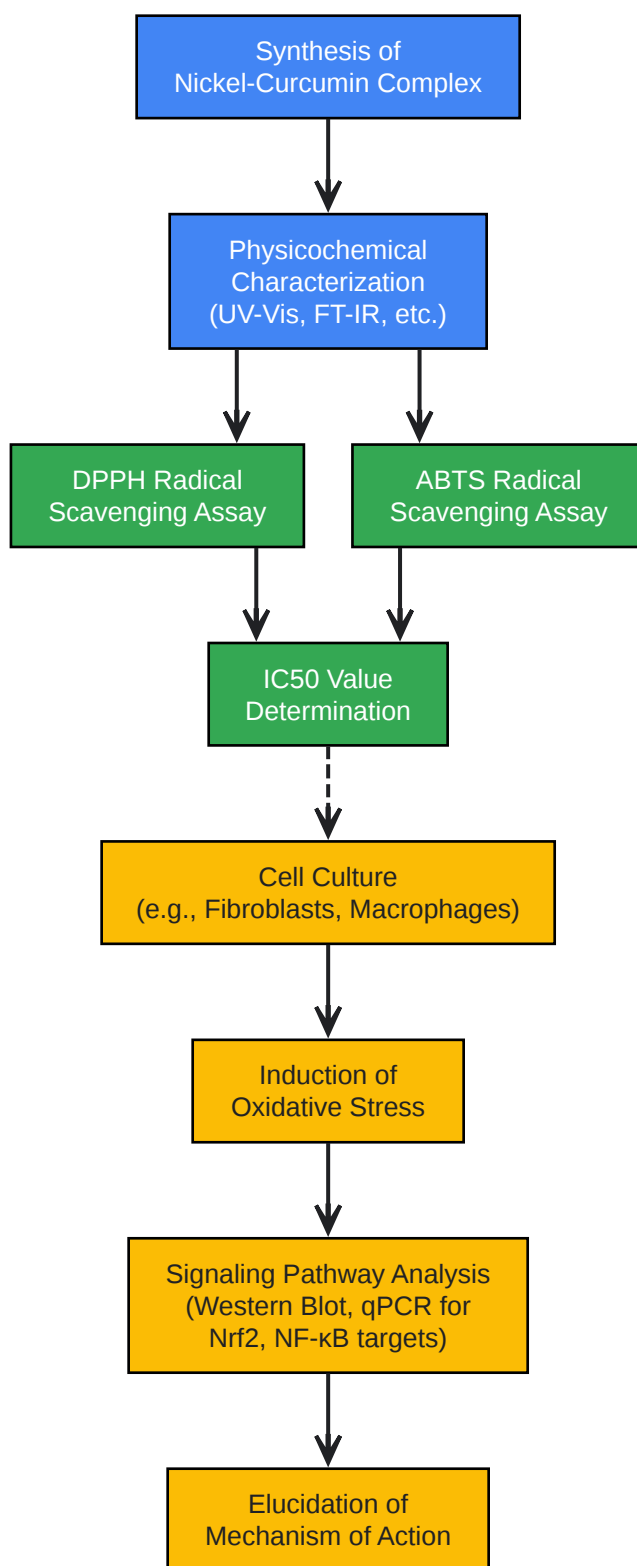 Synthesis of
Nickel-Curcumin Complex
Physicochemical
Characterization
(UV-Vis, FT-IR, etc.)
DPPH Radical
Scavenging Assay
ABTS Radical
Scavenging Assay
IC50 Value
Determination
Cell Culture
(e.g., Fibroblasts, Macrophages)
Induction of
Oxidative Stress
Signaling Pathway Analysis
(Western Blot, qPCR for
Nrf2, NF-κB targets)
Elucidation of
Mechanism of Action